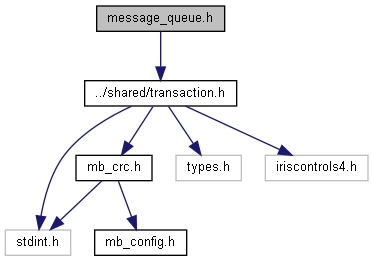 message_queue.h
../shared/transaction.h
mb_crc.h
types.h
iriscontrols4.h
stdint.h
mb_config.h